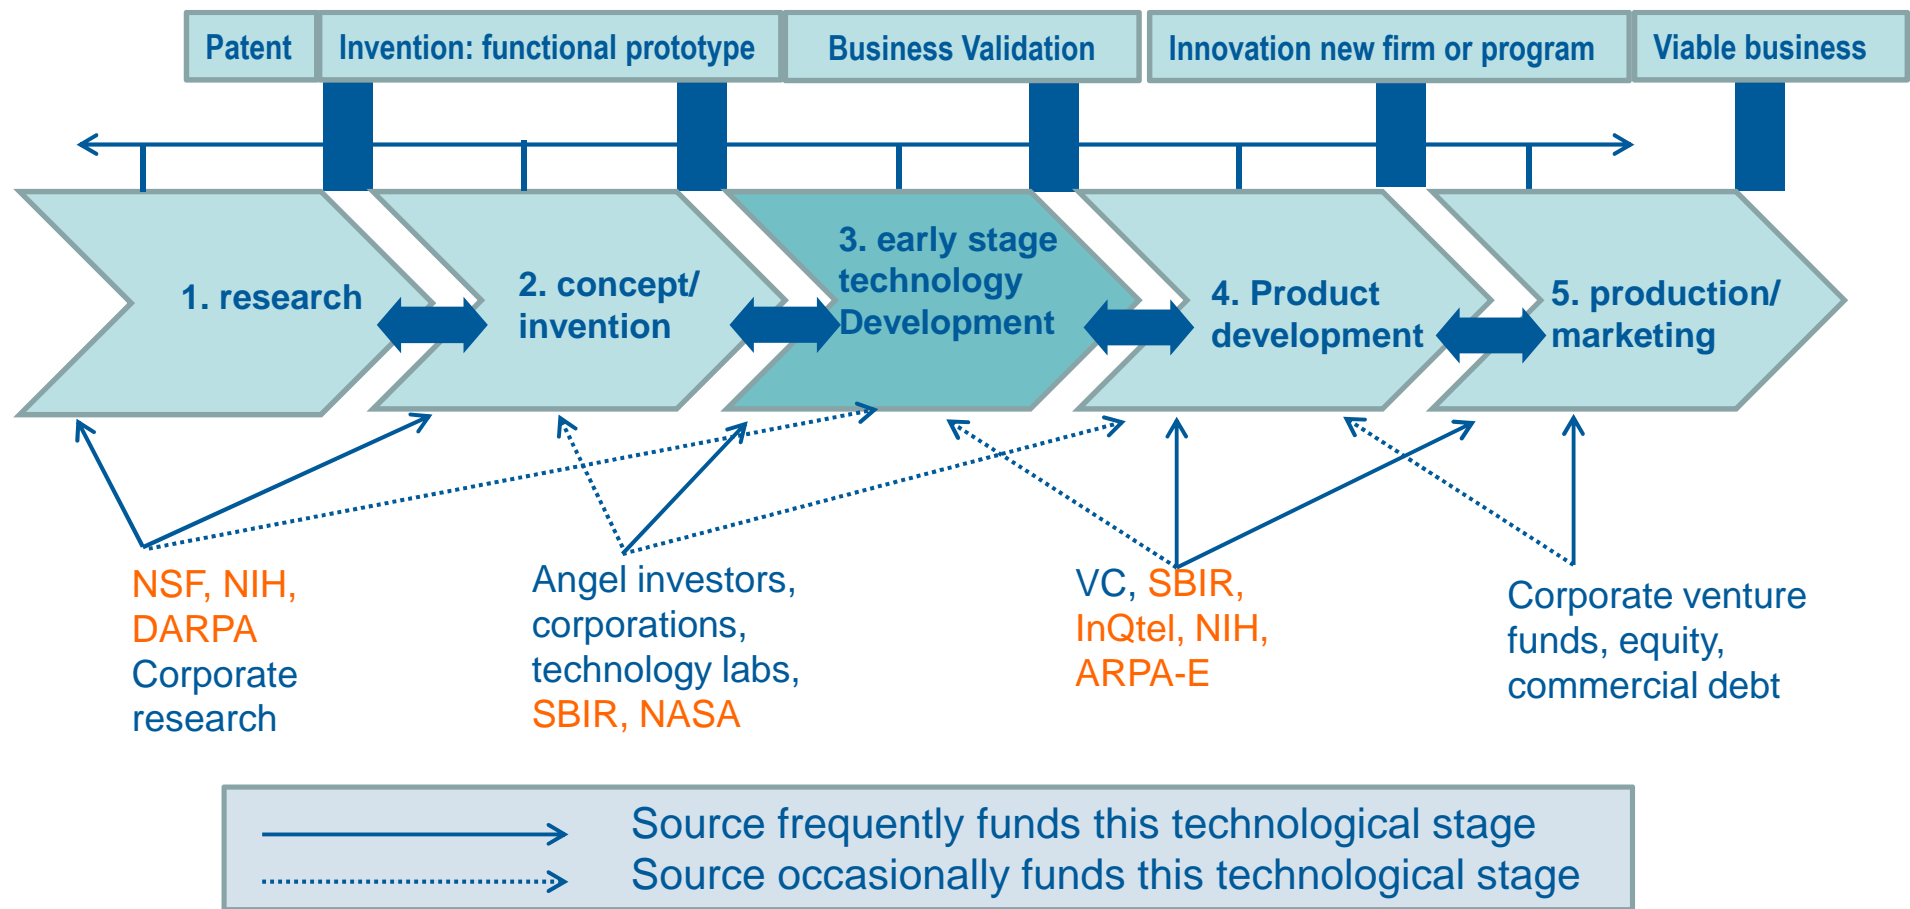 Patent
Invention: functional prototype
Business Validation
Innovation new firm or program
Viable business
1. research
2. concept/
invention
3. early stage
technology
Development
4. Product
development
5. production/
marketing
NSF, NIH,
DARPA
Corporate
research
Angel investors,
corporations,
technology labs,
SBIR, NASA
VC, SBIR,
InQtel, NIH,
ARPA-E
Corporate venture
funds, equity,
commercial debt
Source frequently funds this technological stage
Source occasionally funds this technological stage